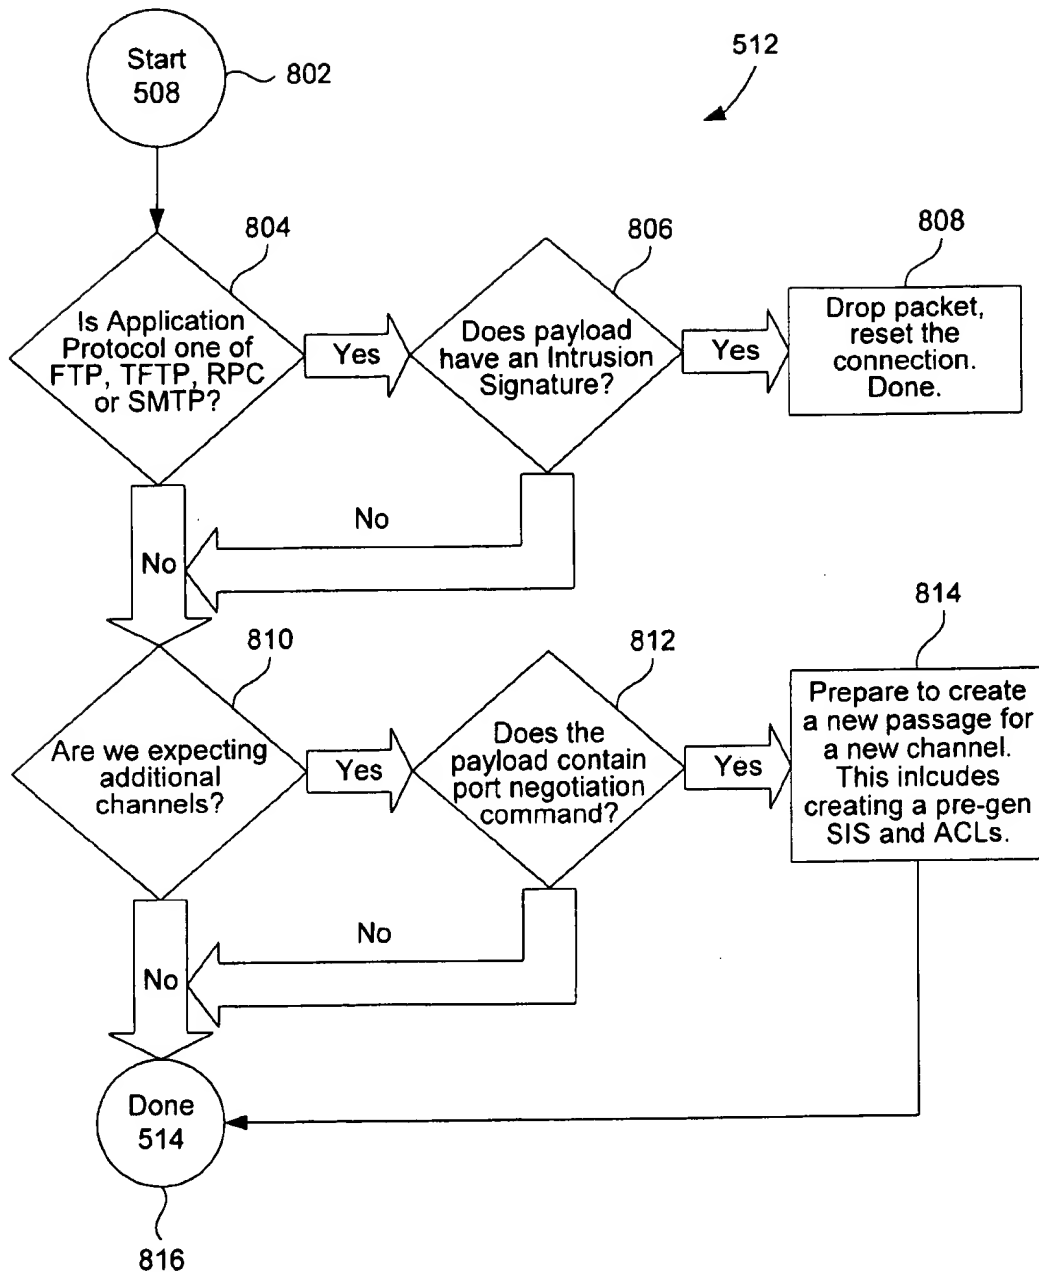 Start
508
802
512
804
806
808
Is Application
Protocol one of
FTP, TFTP, RPC
or SMTP?
Yes
Does payload
have an Intrusion
Signature?
Yes
Drop packet,
reset the
connection.
Done.
No
No
810
812
814
Are we expecting
additional
channels?
Yes
Does the
payload contain
port negotiation
command?
Yes
Prepare to create
a new passage for
a new channel.
This inlcudes
creating a pre-gen
SIS and ACLs.
No
No
Done
514
816